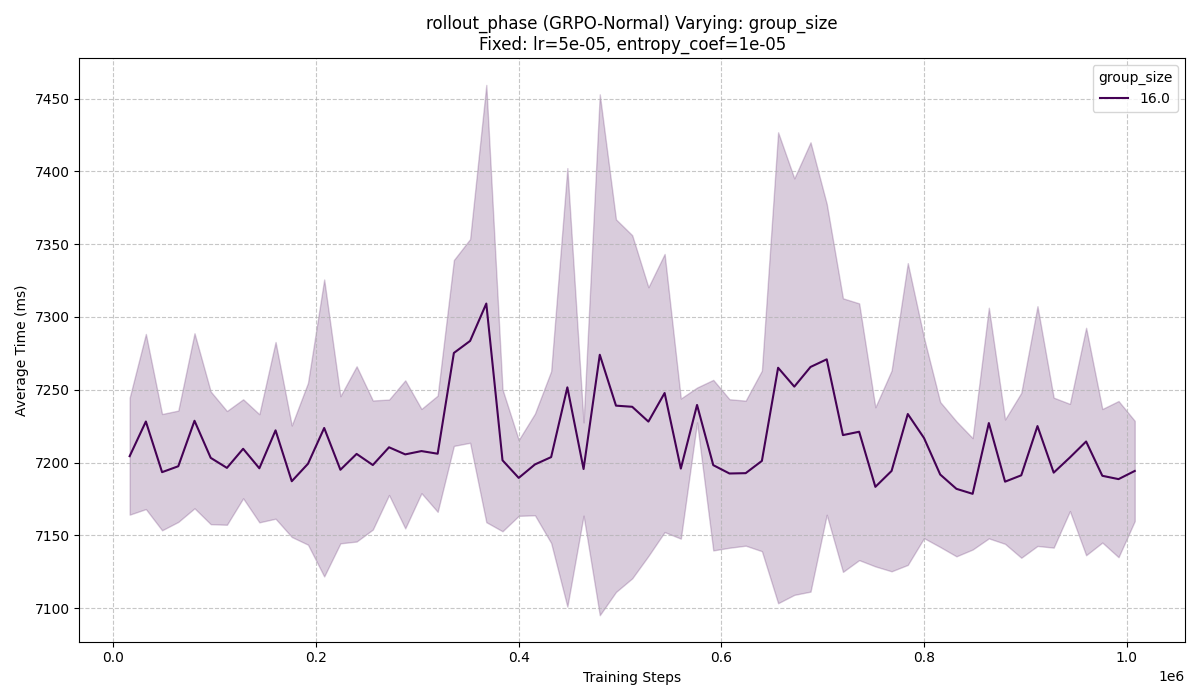 rollout_phase (GRPO-Normal) Varying: group_size
Fixed: lr=5e-05, entropy_coef=1e-05
group_size
16.0
Average Time (ms)
7450
7400
7350
7300
7250
7200
7150
7100
0.0 0.2 0.4 0.6 0.8 1.0
1e6
Training Steps